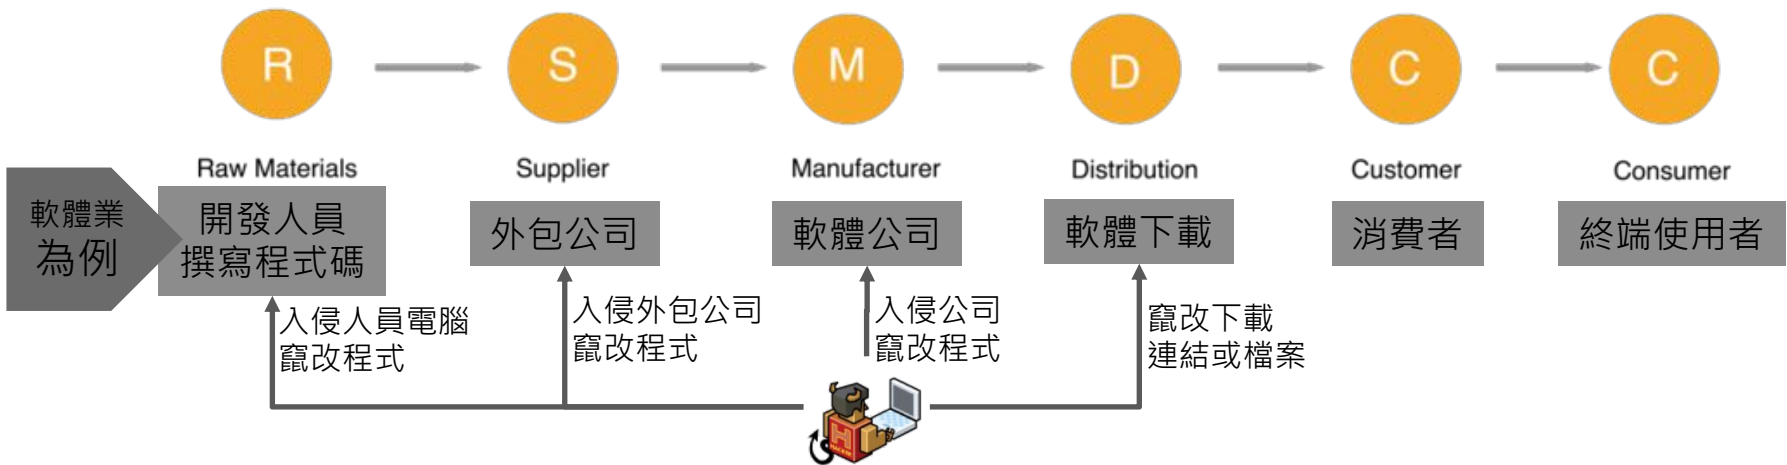 R
S
M
D
C
C
Raw Materials
Supplier
Manufacturer
Distribution
Customer
Consumer
軟體業
為例
開發人員
撰寫程式碼
外包公司
軟體公司
軟體下載
消費者
終端使用者
入侵人員電腦
竄改程式
入侵外包公司
竄改程式
入侵公司
竄改程式
竄改下載
連結或檔案
H